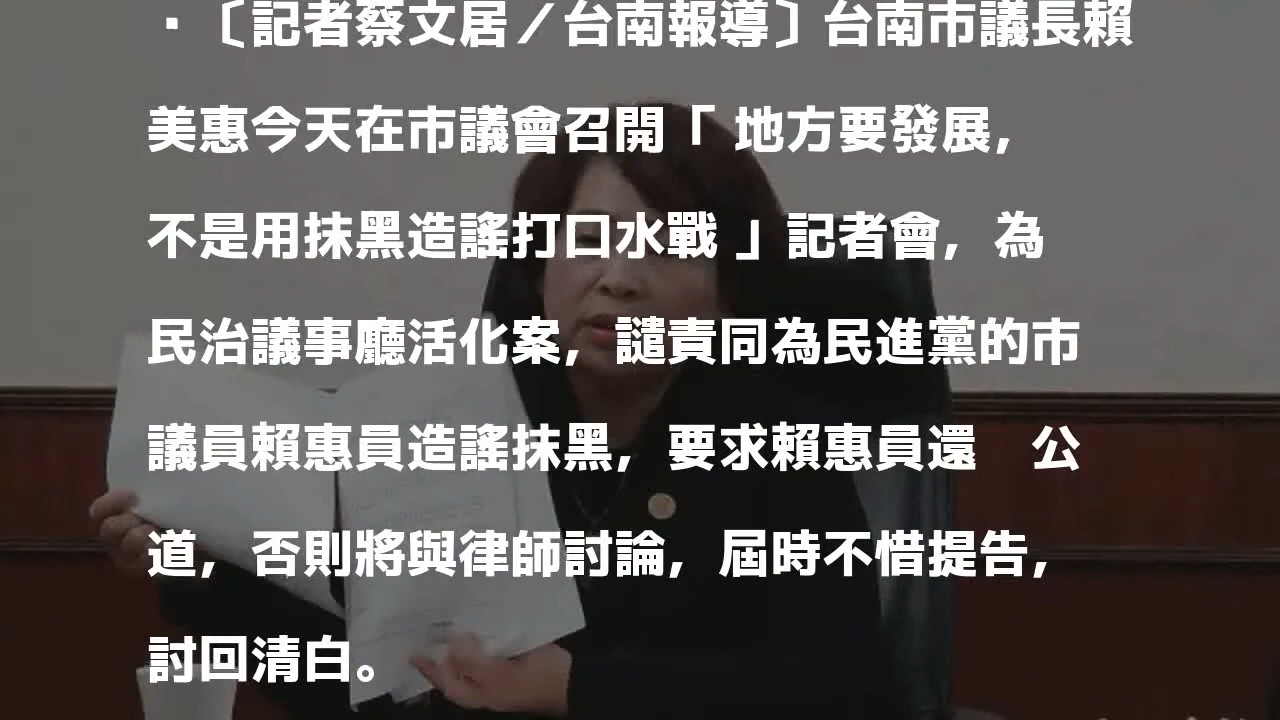 ·〔記者蔡文居／台南報導〕台南市議長賴
美惠今天在市議會召開「 地方要發展，
不是用抹黑造謠打口水戰 」記者會，為
民治議事廳活化案，譴責同為民進黨的市
議員賴惠員造謠抹黑，要求賴惠員還　公
道，否則將與律師討論，屆時不惜提告，
討回清白。